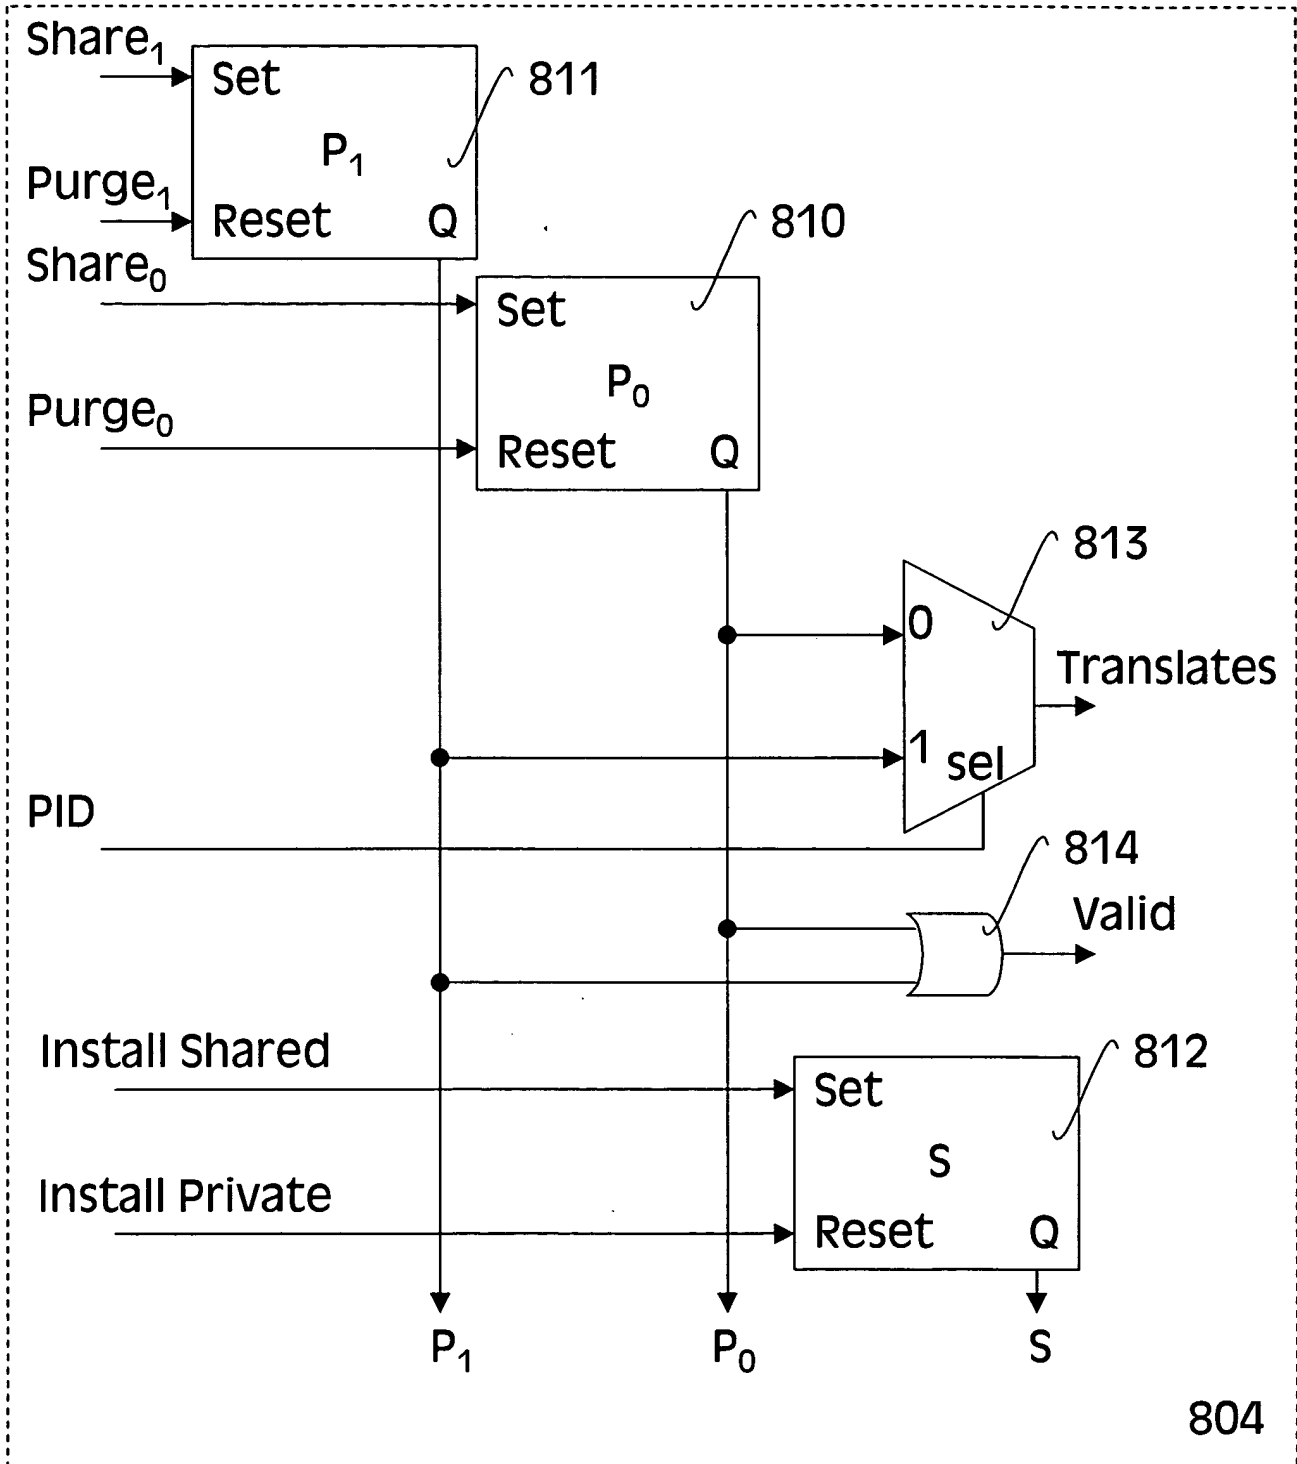 Share₁
Set
811
P₁
Purge₁
Reset Q
810
Share₀
Set
P₀
Purge₀
Reset Q
813
0
Translates
1 sel
PID
814
Valid
Install Shared
812
Set
S
Install Private
Reset Q
P₁ P₀ S
804